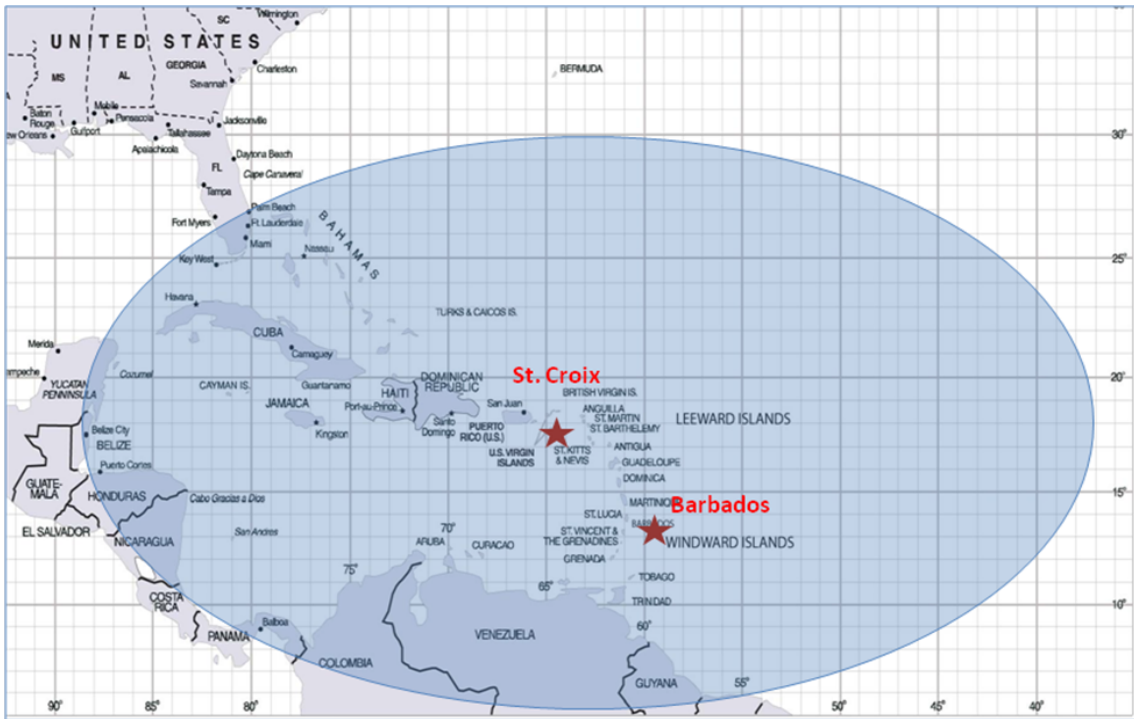 SC
Wilmington
UNITED STATES
GEORGIA
Charleston
MS
AL
Savannah
BERMUDA
Baton
Rouge
Mobile
Pensacola
Jacksonville
ew Orleans
Gulfport
Tallahassee
30°
Apalachicola
Daytona Beach
FL
Cape Canaveral
Tampa
Palm Beach
Fort Myers
Ft. Lauderdale
BAHAMAS
Miami
Nassau
Key West
25°
Havana
TURKS & CAICOS IS.
CUBA
Merida
Camaguey
St. Croix
20°
ampeche
Cozumel
DOMINICAN
REPUBLIC
YUCATAN
PENNINSULA
CAYMAN IS.
Guantanamo
HAITI
BRITISH VIRGIN IS.
JAMAICA
Port-au-Prince
San Juan
ANGUILLA
ST. MARTIN
LEEWARD ISLANDS
Santo
Domingo
PUERTO
RICO (U.S.)
ST. BARTHELEMY
Belize City
Kingston
BELIZE
U.S. VIRGIN
ISLANDS
ST. KITTS
& NEVIS
ANTIGUA
Puerto Cortes
GUADELOUPE
DOMINICA
GUATE-
MALA
HONDURAS
Cabo Gracias a Dios
15°
MARTINIQUE
Barbados
ST. LUCIA
BARBADOS
EL SALVADOR
San Andres
70°
ST. VINCENT &
THE GRENADINES
NICARAGUA
ARUBA
CURACAO
WINDWARD ISLANDS
GRENADA
75°
65°
TOBAGO
COSTA
RICA
TRINIDAD
10°
Balboa
60°
PANAMA
VENEZUELA
COLOMBIA
GUYANA
55°
90°
85°
80°
50°
45°
40°